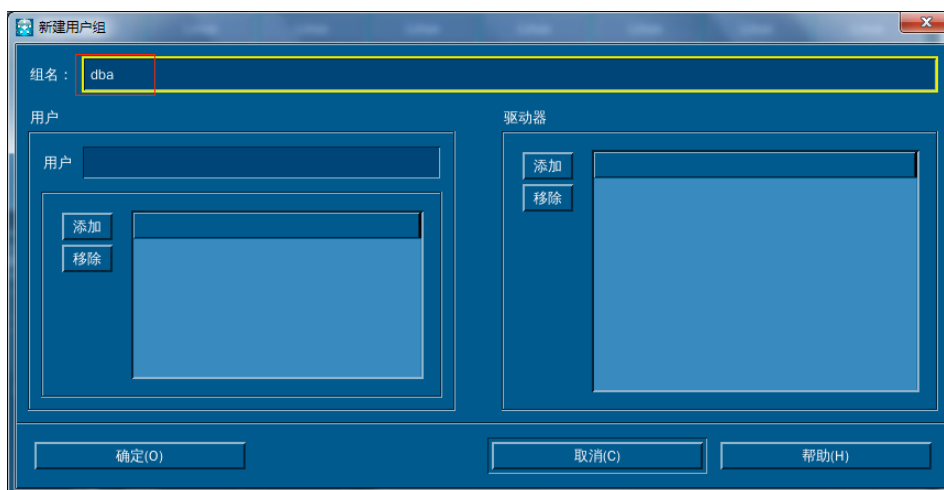 新建用户组
组名： dba
用户
用户
添加
移除
驱动器
添加
移除
确定(O)
取消(C)
帮助(H)